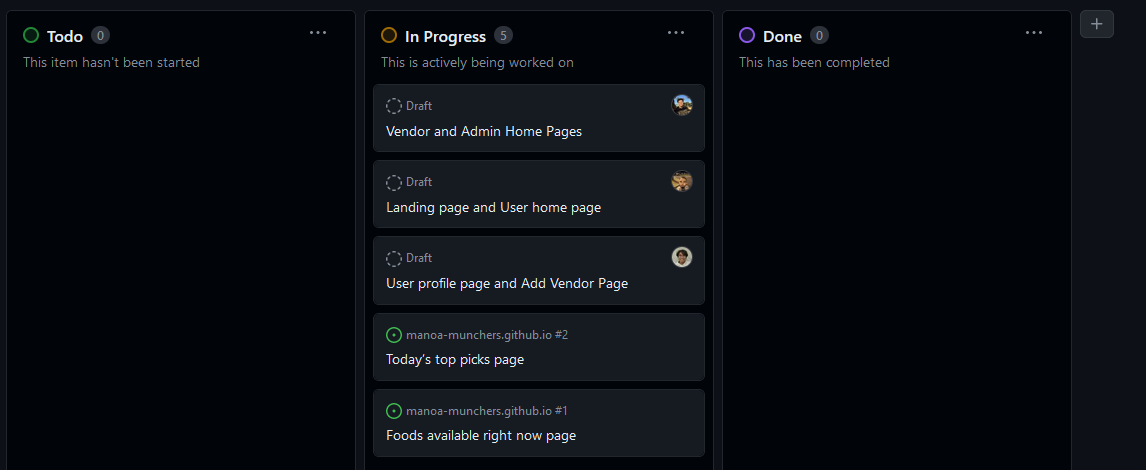 Todo 0
This item hasn't been started
In Progress 5
This is actively being worked on
Draft
Vendor and Admin Home Pages
Draft
Landing page and User home page
Draft
User profile page and Add Vendor Page
manoa-munchers.github.io #2
Today's top picks page
manoa-munchers.github.io #1
Foods available right now page
Done 0
This has been completed